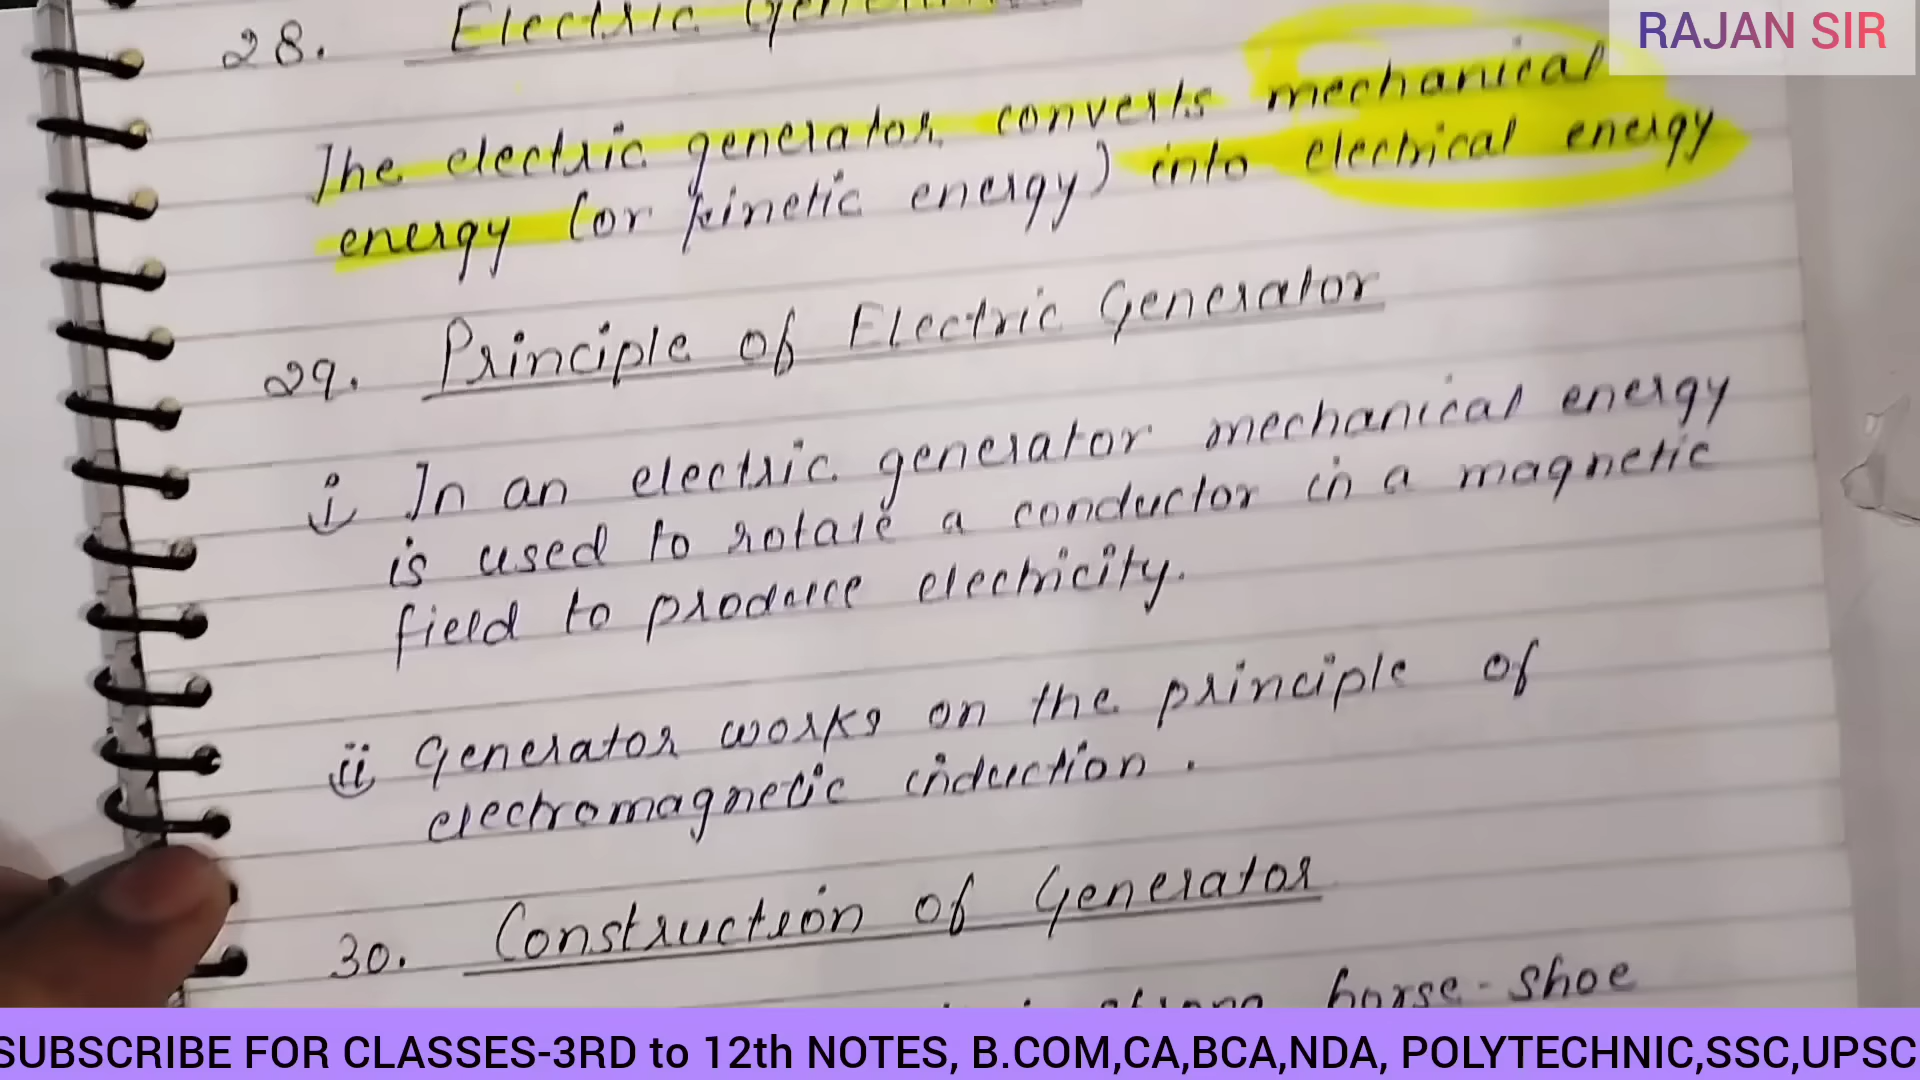 RAJAN SIR
28. Electric
The electric generator converts mechanical
energy (or kinetic energy) into electrical energy
29. Principle of Electric Generator
i In an electric generator mechanical energy
is used to rotate a conductor in a magnetic
field to produce electricity.
ii Generator works on the principle of
electromagnetic induction.
30. Construction of Generator
horse-shoe
SUBSCRIBE FOR CLASSES-3RD to 12th NOTES, B.COM,CA,BCA,NDA, POLYTECHNIC,SSC,UPSC